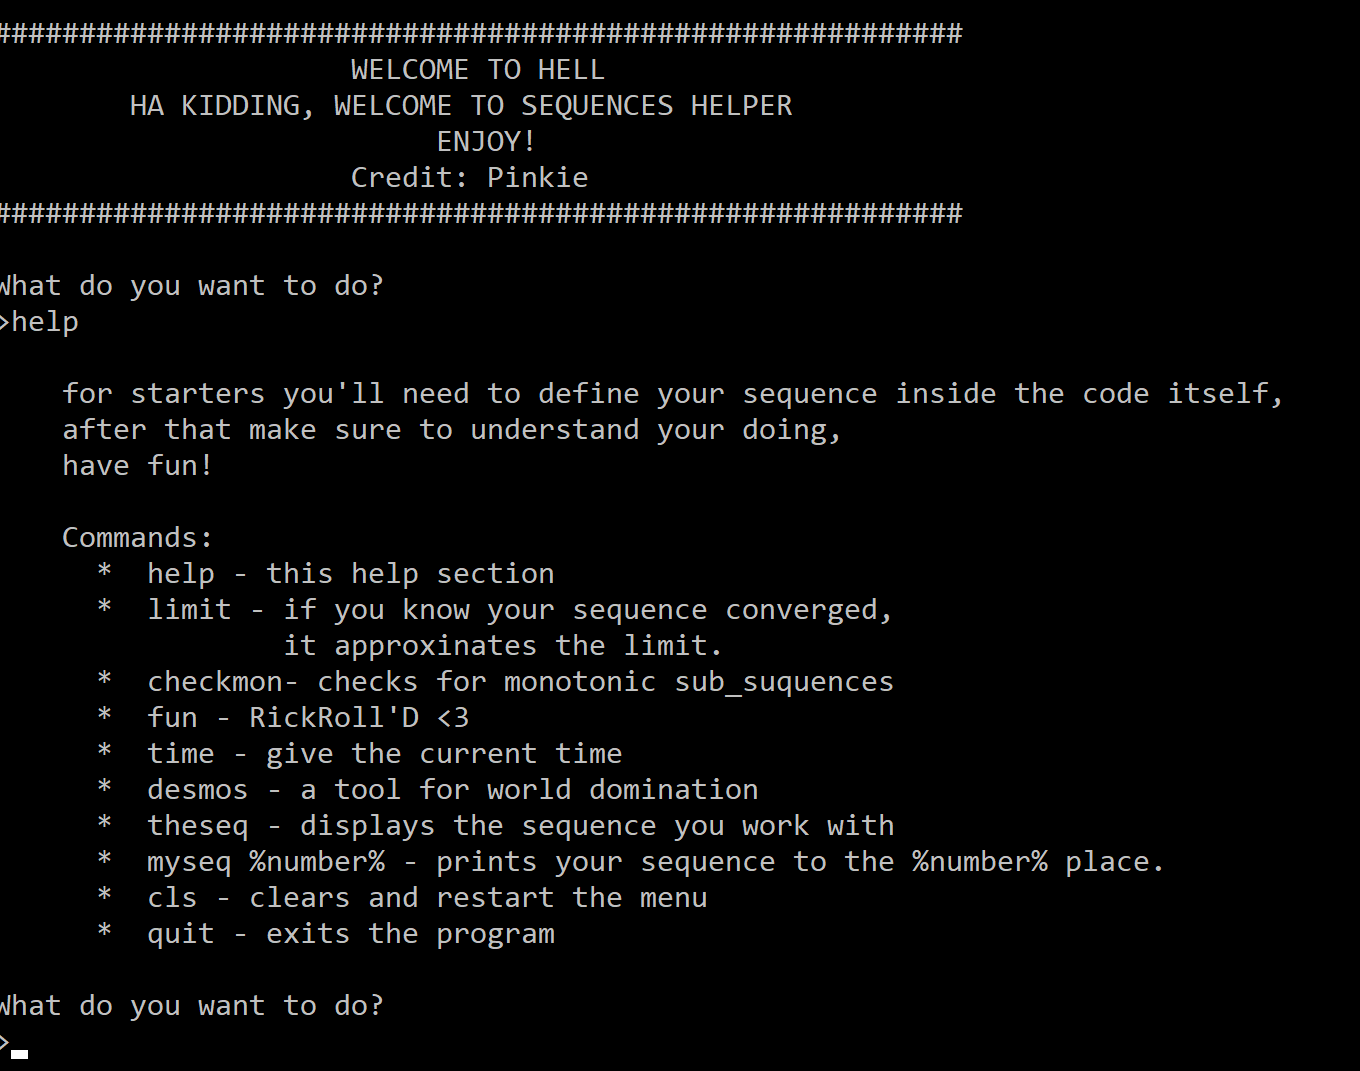 #########################################################
WELCOME TO HELL
HA KIDDING, WELCOME TO SEQUENCES HELPER
ENJOY!
Credit: Pinkie
#########################################################
What do you want to do?
>help
for starters you'll need to define your sequence inside the code itself,
after that make sure to understand your doing,
have fun!
Commands:
* help - this help section
* limit - if you know your sequence converged,
it approxinates the limit.
* checkmon- checks for monotonic sub_suquences
* fun - RickRoll'D <3
* time - give the current time
* desmos - a tool for world domination
* theseq - displays the sequence you work with
* myseq %number% - prints your sequence to the %number% place.
* cls - clears and restart the menu
* quit - exits the program
What do you want to do?
>